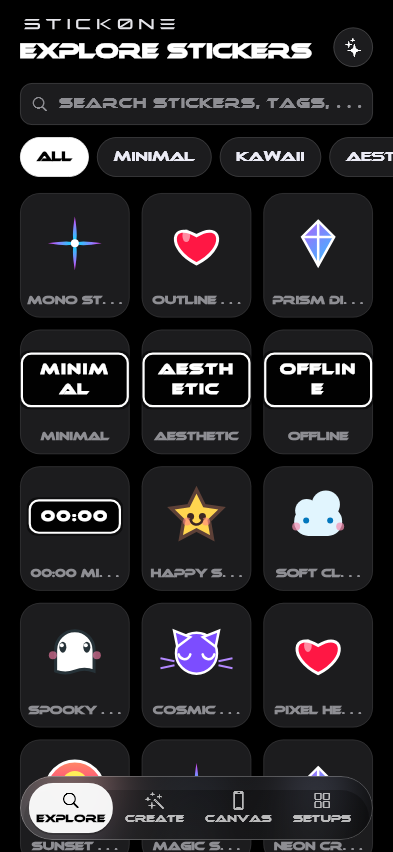 STICKONE
EXPLORE STICKERS
SEARCH STICKERS, TAGS, ...
ALL MINIMAL KAWAII AEST
MONO ST... OUTLINE ... PRISM DI...
MINIM AESTH OFFLIN
AL ETIC E
MINIMAL AESTHETIC OFFLINE
00:00
00:00 MI... HAPPY S... SOFT CL...
SPOOKY ... COSMIC ... PIXEL HE...
EXPLORE CREATE CANVAS SETUPS
SUNSET ... MAGIC S... NEON CR...